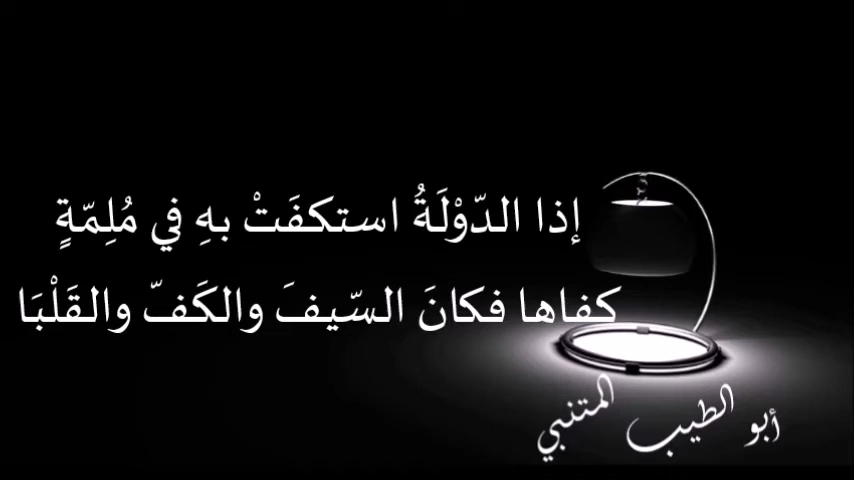 إذا الدّوْلَةُ استكفَتْ بهِ في مُلِمّةٍ
كفاها فكانَ السّيفَ والكَفّ والقَلْبَا
أبو الطيب المتنبي